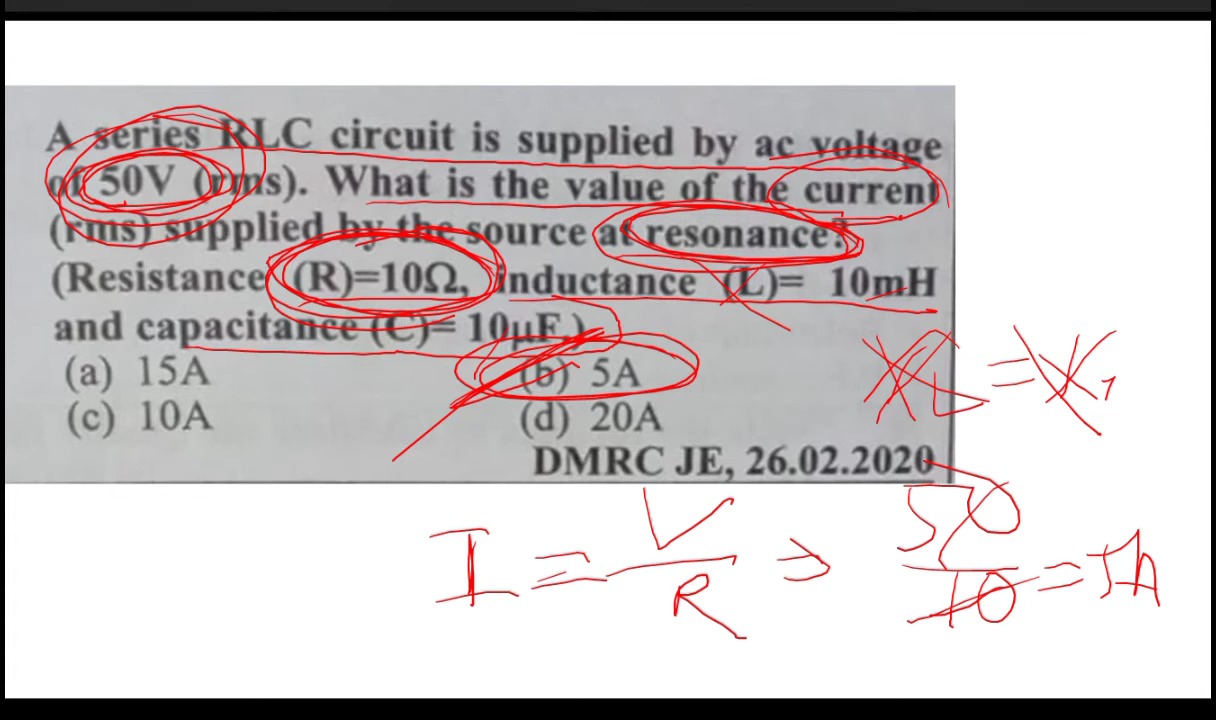 A series RLC circuit is supplied by ac voltage
of 50V (rms). What is the value of the current
(rms) supplied by the source at resonance?
(Resistance (R)=10Ω, inductance (L)= 10mH
and capacitance (C)= 10μF.)
(a) 15A (b) 5A
(c) 10A (d) 20A
DMRC JE, 26.02.2020
I = V/R ⇒ 50/10 = 5A